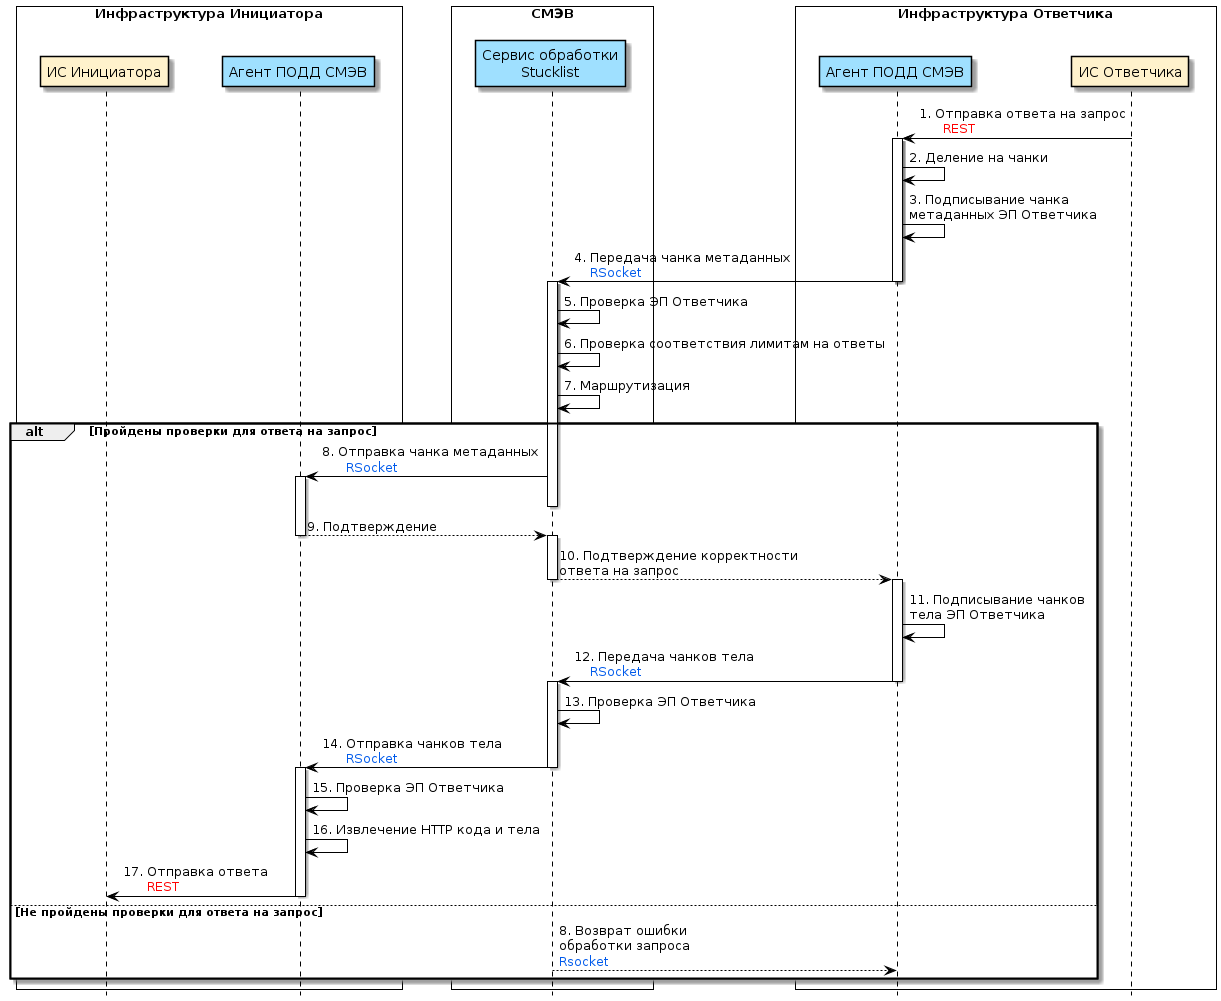 Инфраструктура Инициатора
СМЭВ
Инфраструктура Ответчика
ИС Инициатора
Агент ПОДД СМЭВ
Сервис обработки
Stucklist
Агент ПОДД СМЭВ
ИС Ответчика
1. Отправка ответа на запрос
REST
2. Деление на чанки
3. Подписывание чанка
метаданных ЭП Ответчика
4. Передача чанка метаданных
RSocket
5. Проверка ЭП Ответчика
6. Проверка соответствия лимитам на ответы
7. Маршрутизация
alt
[Пройдены проверки для ответа на запрос]
8. Отправка чанка метаданных
RSocket
9. Подтверждение
10. Подтверждение корректности
ответа на запрос
11. Подписывание чанков
тела ЭП Ответчика
12. Передача чанков тела
RSocket
13. Проверка ЭП Ответчика
14. Отправка чанков тела
RSocket
15. Проверка ЭП Ответчика
16. Извлечение HTTP кода и тела
17. Отправка ответа
REST
[Не пройдены проверки для ответа на запрос]
8. Возврат ошибки
обработки запроса
Rsocket